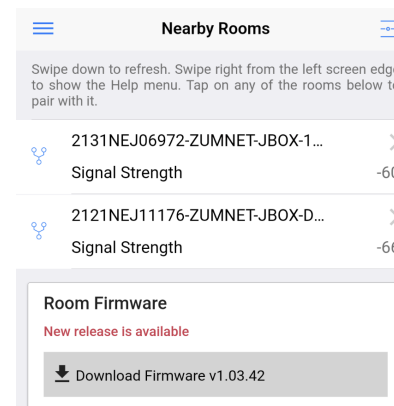 Nearby Rooms
Swipe down to refresh. Swipe right from the left screen edge
to show the Help menu. Tap on any of the rooms below to
pair with it.
2131NEJ06972-ZUMNET-JBOX-1...
Signal Strength
2121NEJ11176-ZUMNET-JBOX-D...
Signal Strength
Room Firmware
New release is available
Download Firmware v1.03.42